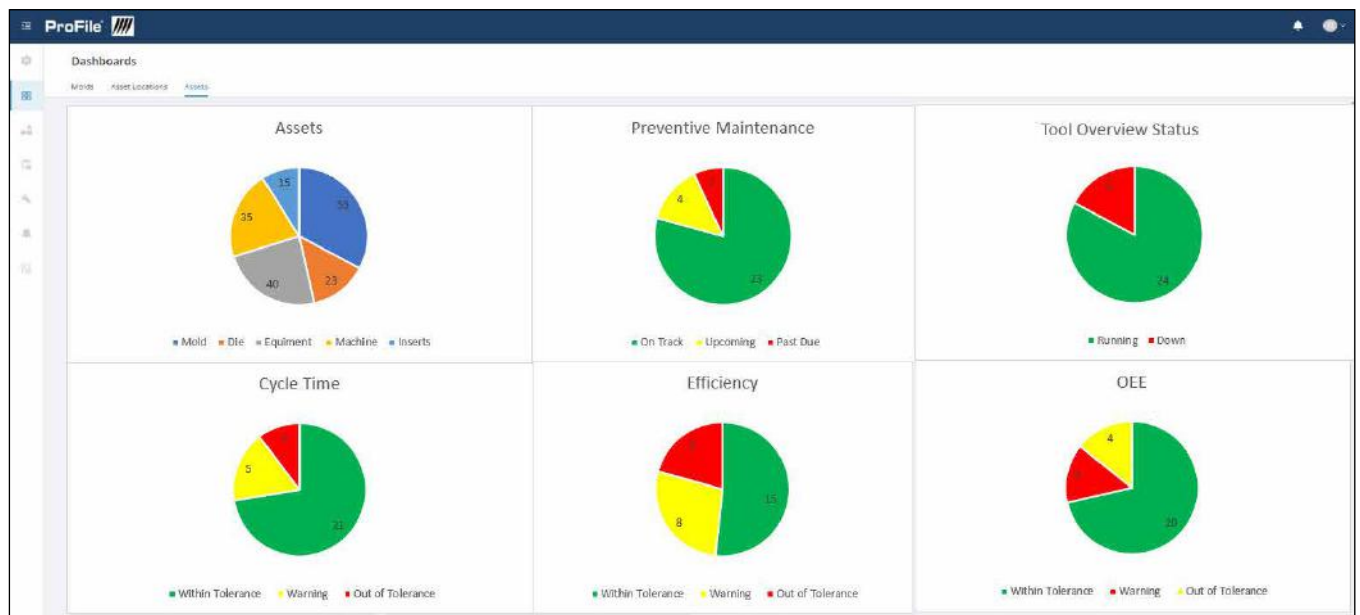 ProFile
Dashboards
Molds Asset Locations Assets
Assets
15
53
35
40
23
Mold Die Equiment Machine Inserts
Preventive Maintenance
4
23
On Track Upcoming Past Due
Tool Overview Status
24
Running Down
Cycle Time
5
21
Within Tolerance Warning Out of Tolerance
Efficiency
15
8
Within Tolerance Warning Out of Tolerance
OEE
4
20
Within Tolerance Warning Out of Tolerance